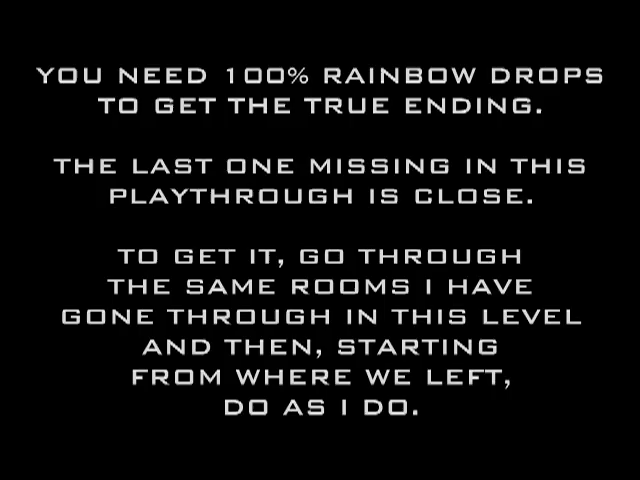 YOU NEED 100% RAINBOW DROPS
TO GET THE TRUE ENDING.
THE LAST ONE MISSING IN THIS
PLAYTHROUGH IS CLOSE.
TO GET IT, GO THROUGH
THE SAME ROOMS I HAVE
GONE THROUGH IN THIS LEVEL
AND THEN, STARTING
FROM WHERE WE LEFT,
DO AS I DO.